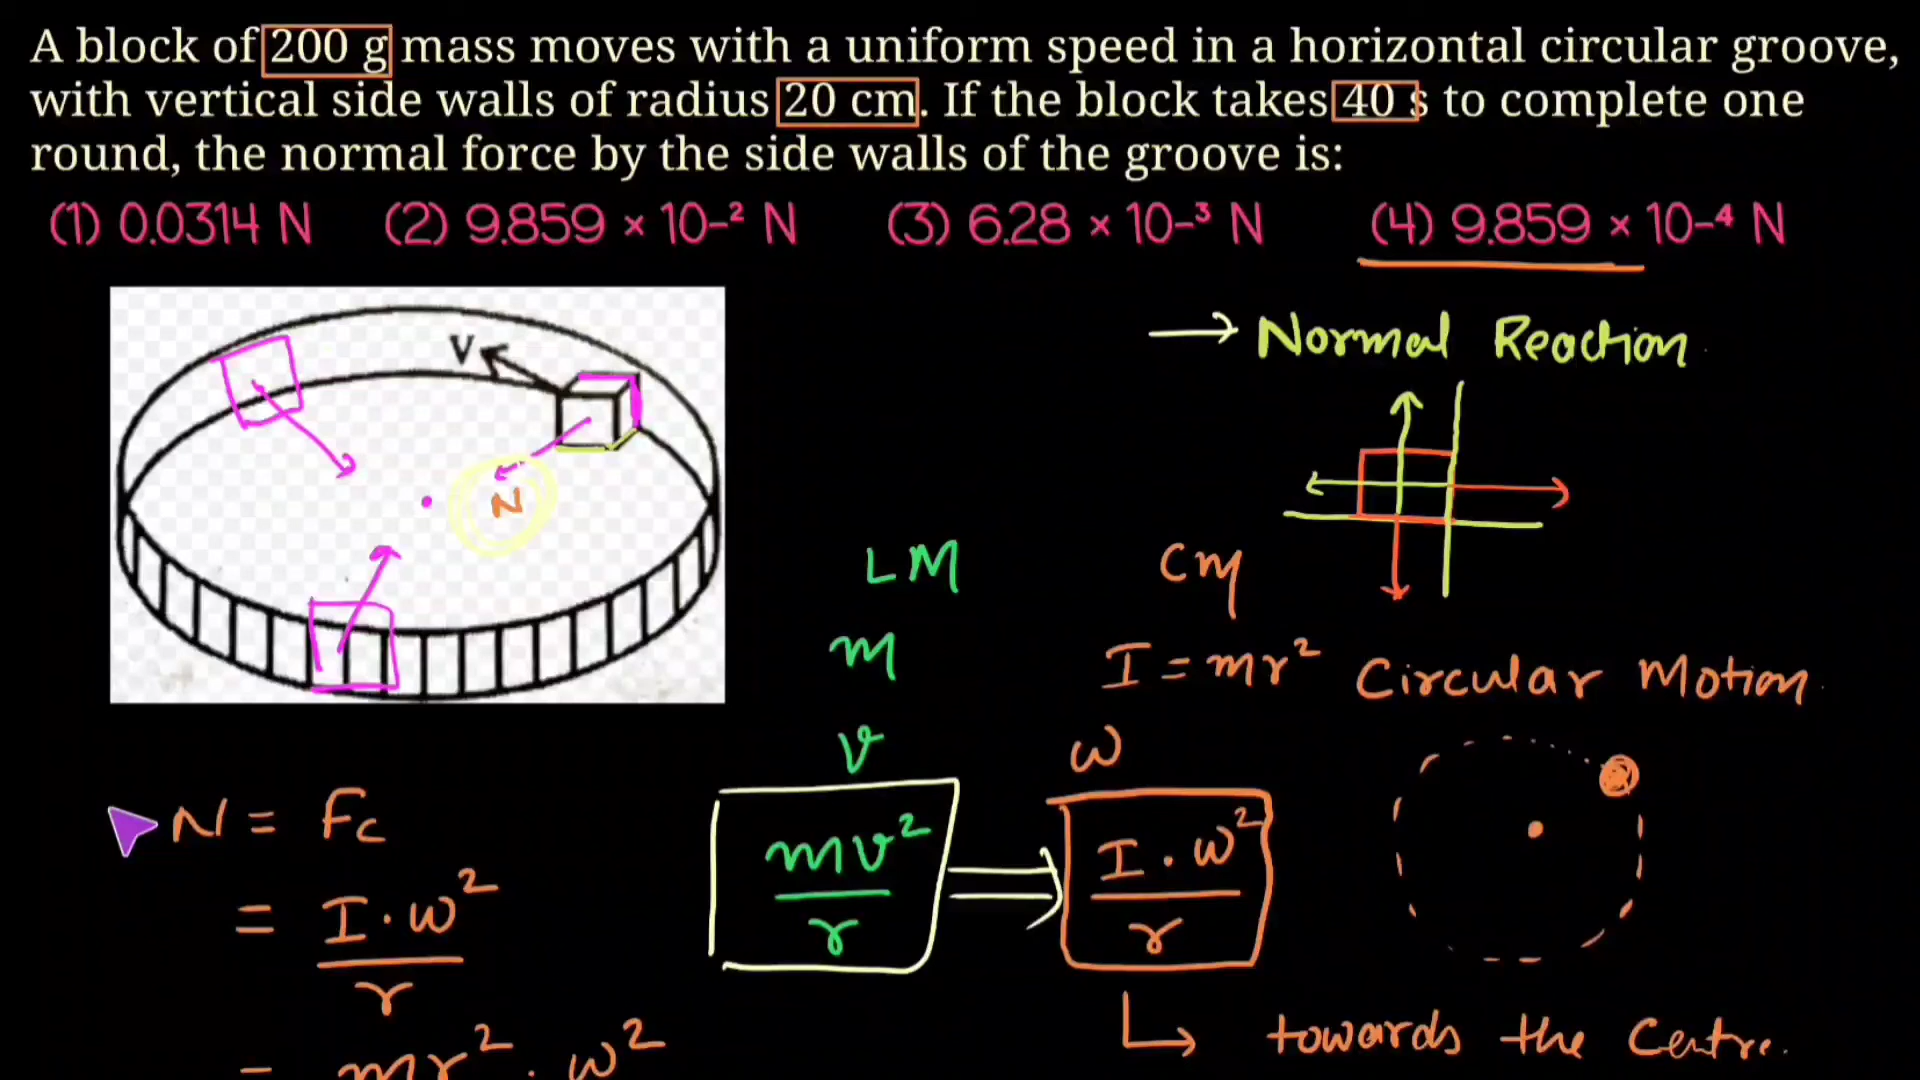 A block of 200 g mass moves with a uniform speed in a horizontal circular groove,
with vertical side walls of radius 20 cm. If the block takes 40 s to complete one
round, the normal force by the side walls of the groove is:
(1) 0.0314 N (2) 9.859 × 10-² N (3) 6.28 × 10-³ N (4) 9.859 × 10-⁴ N
→ Normal Reaction
V
N
LM CM
m I = mr² Circular Motion
v ω
N = Fc
mv²/r ⇒ I · ω²/r
= I · ω²/r
↳ towards the Centre.
= mr² · ω²